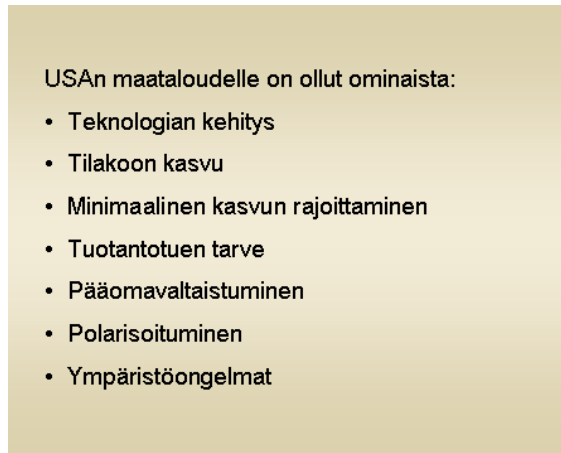 USAn maataloudelle on ollut ominaista:
• Teknologian kehitys
• Tilakoon kasvu
• Minimaalinen kasvun rajoittaminen
• Tuotantotuen tarve
• Pääomavaltaistuminen
• Polarisoituminen
• Ympäristöongelmat